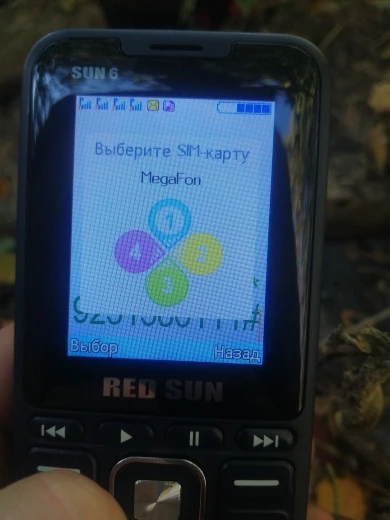 SUN 6
Выберите SIM-карту
MegaFon
1
4
2
3
Выбор
Назад
RED SUN